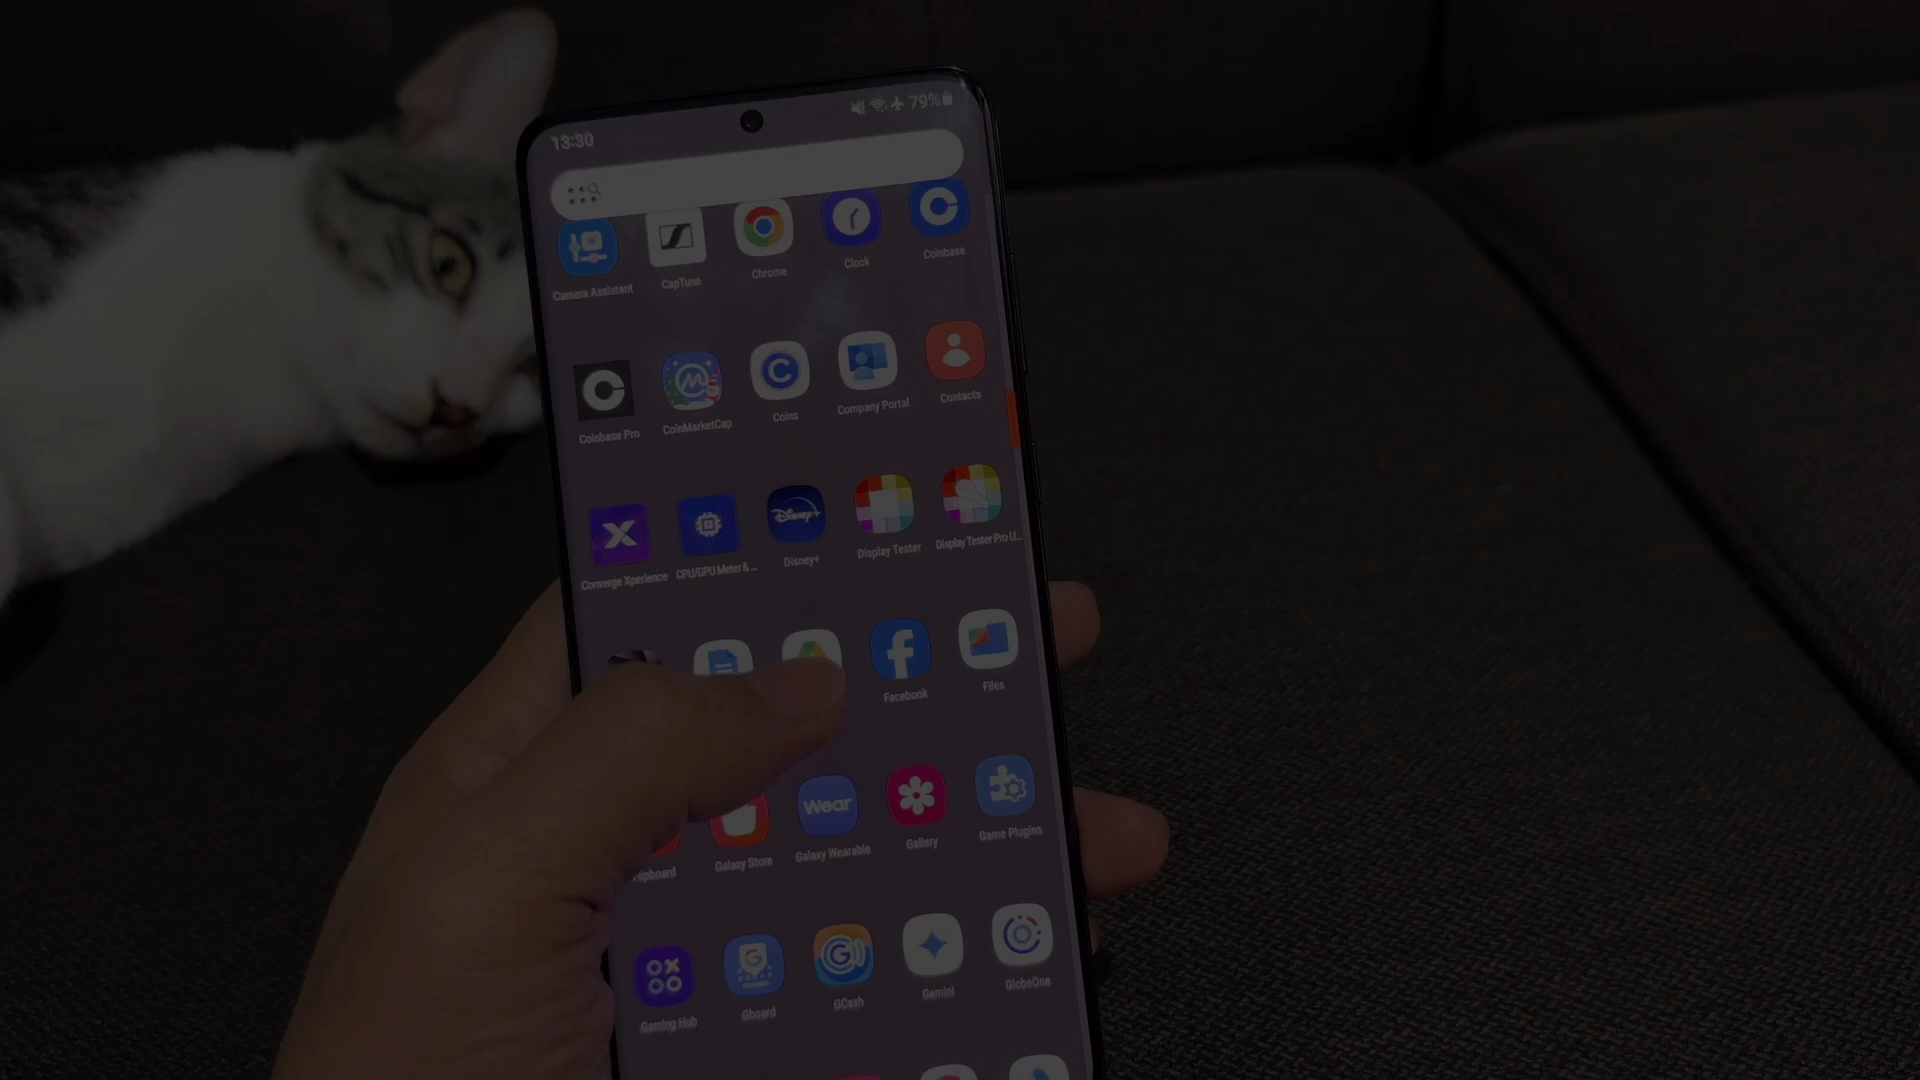 13:30
79%
Camera Assistant
CapTune
Chrome
Clock
Coinbase
Coinbase Pro
CoinMarketCap
Coins
Company Portal
Contacts
Disney+
Converge Xperience
CPU/GPU Meter & ...
Disney+
Display Tester
Display Tester Pro U...
Facebook
Files
Wear
Flipboard
Galaxy Store
Galaxy Wearable
Gallery
Game Plugins
Gaming Hub
Gboard
GCash
Gemini
GlobeOne